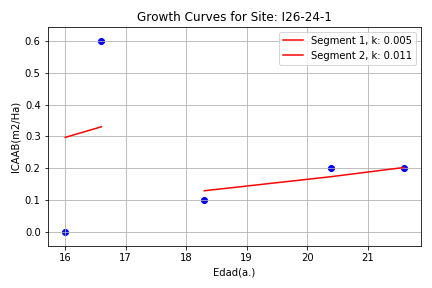 Growth Curves for Site: I26-24-1
Segment 1, k: 0.005
Segment 2, k: 0.011
ICAAB(m2/Ha)
0.6
0.5
0.4
0.3
0.2
0.1
0.0
16 17 18 19 20 21
Edad(a.)